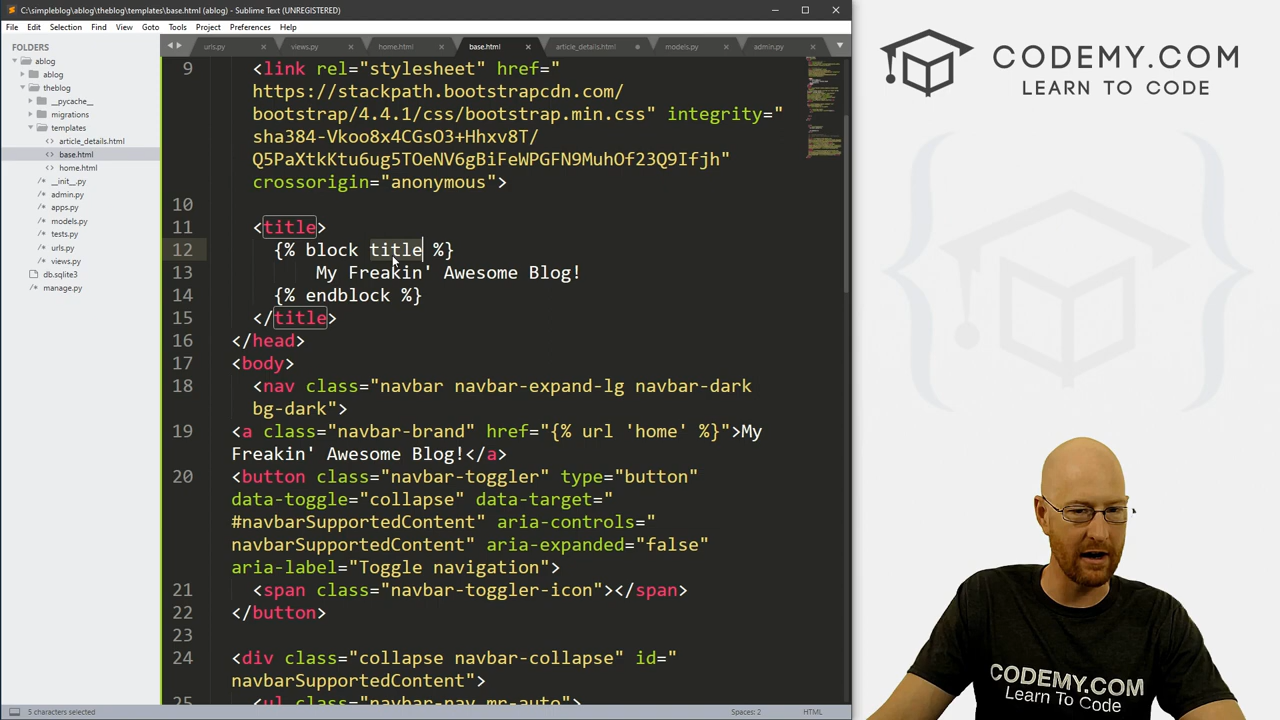 C:\simpleblog\ablog\theblog\templates\base.html (ablog) - Sublime Text (UNREGISTERED)
File Edit Selection Find View Goto Tools Project Preferences Help
FOLDERS
ablog
ablog
theblog
__pycache__
migrations
templates
article_details.html
base.html
home.html
__init__.py
admin.py
apps.py
models.py
tests.py
urls.py
views.py
db.sqlite3
manage.py
urls.py views.py home.html base.html article_details.html models.py admin.py
9 <link rel="stylesheet" href="
https://stackpath.bootstrapcdn.com/
bootstrap/4.4.1/css/bootstrap.min.css" integrity="
sha384-Vkoo8x4CGsO3+Hhxv8T/
Q5PaXtkKtu6ug5TOeNV6gBiFeWPGFN9MuhOf23Q9Ifjh"
crossorigin="anonymous">
10
11 <title>
12 {% block title %}
13 My Freakin' Awesome Blog!
14 {% endblock %}
15 </title>
16 </head>
17 <body>
18 <nav class="navbar navbar-expand-lg navbar-dark
bg-dark">
19 <a class="navbar-brand" href="{% url 'home' %}">My
Freakin' Awesome Blog!</a>
20 <button class="navbar-toggler" type="button"
data-toggle="collapse" data-target="
#navbarSupportedContent" aria-controls="
navbarSupportedContent" aria-expanded="false"
aria-label="Toggle navigation">
21 <span class="navbar-toggler-icon"></span>
22 </button>
23
24 <div class="collapse navbar-collapse" id="
navbarSupportedContent">
25 <ul class="navbar-nav mr-auto">
5 characters selected
Spaces: 2
HTML
CODEMY.COM
LEARN TO CODE
CODEMY.COM
Learn To Code